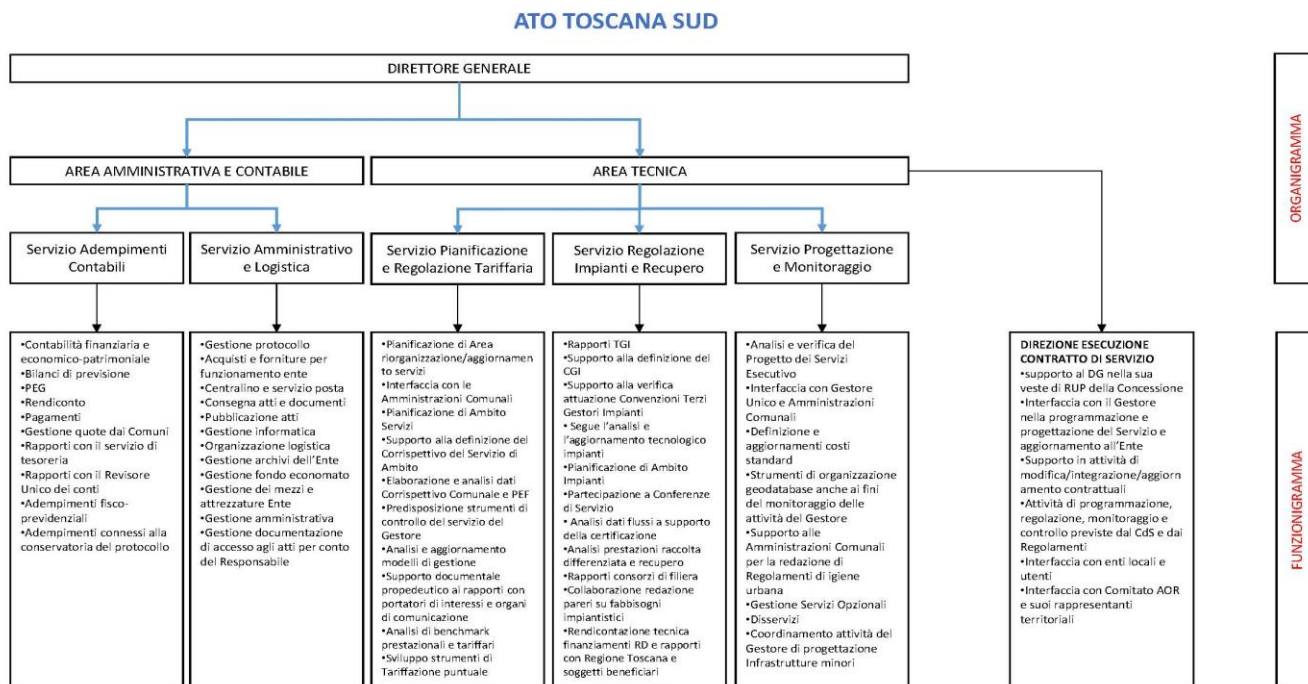 ATO TOSCANA SUD
DIRETTORE GENERALE
AREA AMMINISTRATIVA E CONTABILE
AREA TECNICA
ORGANIGRAMMA
Servizio Adempimenti
Contabili
Servizio Amministrativo
e Logistica
Servizio Pianificazione
e Regolazione Tariffaria
Servizio Regolazione
Impianti e Recupero
Servizio Progettazione
e Monitoraggio
•Contabilità finanziaria e
economico-patrimoniale
•Bilanci di previsione
•PEG
•Rendiconto
•Pagamenti
•Gestione quote dai Comuni
•Rapporti con il servizio di
tesoreria
•Rapporti con il Revisore
Unico dei conti
•Adempimenti fisco-
previdenziali
•Adempimenti connessi alla
conservatoria del protocollo
•Gestione protocollo
•Acquisti e forniture per
funzionamento ente
•Centralino e servizio posta
•Consegna atti e documenti
•Pubblicazione atti
•Gestione informatica
•Organizzazione logistica
•Gestione archivi dell'Ente
•Gestione fondo economato
•Gestione dei mezzi e
attrezzature Ente
•Gestione amministrativa
•Gestione documentazione
di accesso agli atti per conto
del Responsabile
•Pianificazione di Area
riorganizzazione/aggiornamen
to servizi
•Interfaccia con le
Amministrazioni Comunali
•Pianificazione di Ambito
Servizi
•Supporto alla definizione del
Corrispettivo del Servizio di
Ambito
•Elaborazione e analisi dati
Corrispettivo Comunale e PEF
•Predisposizione strumenti di
controllo del servizio del
Gestore
•Analisi e aggiornamento
modelli di gestione
•Supporto documentale
propedeutico ai rapporti con
portatori di interessi e organi
di comunicazione
•Analisi di benchmark
prestazionali e tariffari
•Sviluppo strumenti di
Tariffazione puntuale
•Rapporti TGI
•Supporto alla definizione del
CGI
•Supporto alla verifica
attuazione Convenzioni Terzi
Gestori Impianti
• Segue l'analisi e
l'aggiornamento tecnologico
impianti
•Pianificazione di Ambito
Impianti
•Partecipazione a Conferenze
di Servizio
• Analisi dati flussi a supporto
della certificazione
•Analisi prestazioni raccolta
differenziata e recupero
•Rapporti consorzi di filiera
•Collaborazione redazione
pareri su fabbisogni
impiantistici
•Rendicontazione tecnica
finanziamenti RD e rapporti
con Regione Toscana e
soggetti beneficiari
•Analisi e verifica del
Progetto dei Servizi
Esecutivo
•Interfaccia con Gestore
Unico e Amministrazioni
Comunali
•Definizione e
aggiornamenti costi
standard
•Strumenti di organizzazione
geodatabase anche ai fini
del monitoraggio delle
attività del Gestore
•Supporto alle
Amministrazioni Comunali
per la redazione di
Regolamenti di igiene
urbana
•Gestione Servizi Opzionali
•Disservizi
•Coordinamento attività del
Gestore di progettazione
Infrastrutture minori
DIREZIONE ESECUZIONE
CONTRATTO DI SERVIZIO
•supporto al DG nella sua
veste di RUP della Concessione
•Interfaccia con il Gestore
nella programmazione e
progettazione del Servizio e
aggiornamento all'Ente
•Supporto in attività di
modifica/integrazione/aggiorn
amento contrattuali
•Attività di programmazione,
regolazione, monitoraggio e
controllo previste dal CdS e dai
Regolamenti
•Interfaccia con enti locali e
utenti
•Interfaccia con Comitato AOR
e suoi rappresentanti
territoriali
FUNZIONIGRAMMA